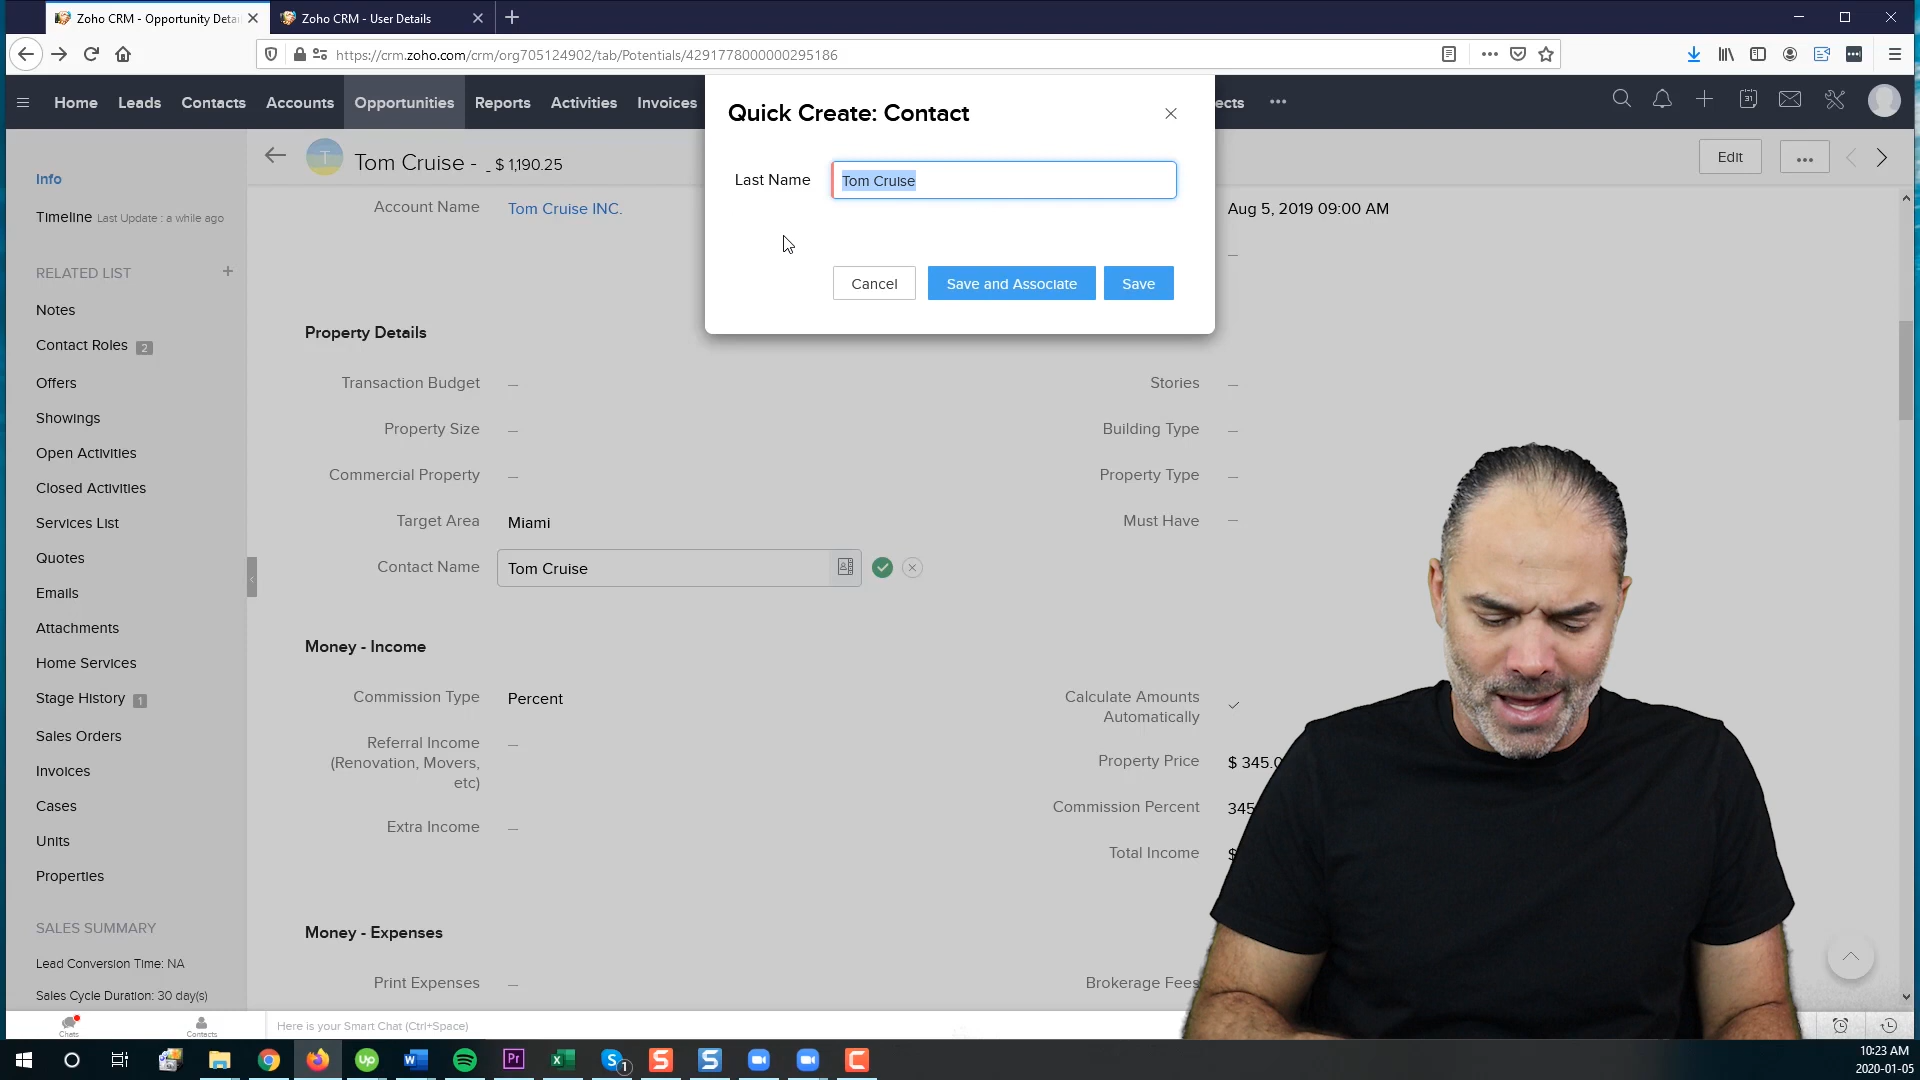 Zoho CRM - Opportunity Detai
Zoho CRM - User Details
https://crm.zoho.com/crm/org705124902/tab/Potentials/4291778000000295186
Home
Leads
Contacts
Accounts
Opportunities
Reports
Activities
Invoices
ects
31
Quick Create: Contact
Last Name
Tom Cruise
Cancel
Save and Associate
Save
T
Tom Cruise - _ $ 1,190.25
Edit
Info
Timeline Last Update : a while ago
RELATED LIST
Notes
Contact Roles 2
Offers
Showings
Open Activities
Closed Activities
Services List
Quotes
Emails
Attachments
Home Services
Stage History 1
Sales Orders
Invoices
Cases
Units
Properties
SALES SUMMARY
Lead Conversion Time: NA
Sales Cycle Duration: 30 day(s)
Account Name
Tom Cruise INC.
Aug 5, 2019 09:00 AM
—
Property Details
Transaction Budget —
Stories —
Property Size —
Building Type —
Commercial Property —
Property Type —
Target Area Miami
Must Have —
Contact Name Tom Cruise
Money - Income
Commission Type Percent
Calculate Amounts
Automatically
Referral Income —
(Renovation, Movers,
etc)
Property Price $ 345.0
Commission Percent 345
Extra Income —
Total Income $
Money - Expenses
Print Expenses —
Brokerage Fees
Chats
Contacts
Here is your Smart Chat (Ctrl+Space)
Up
W
Pr
X
S 1
S
S
C
10:23 AM
2020-01-05